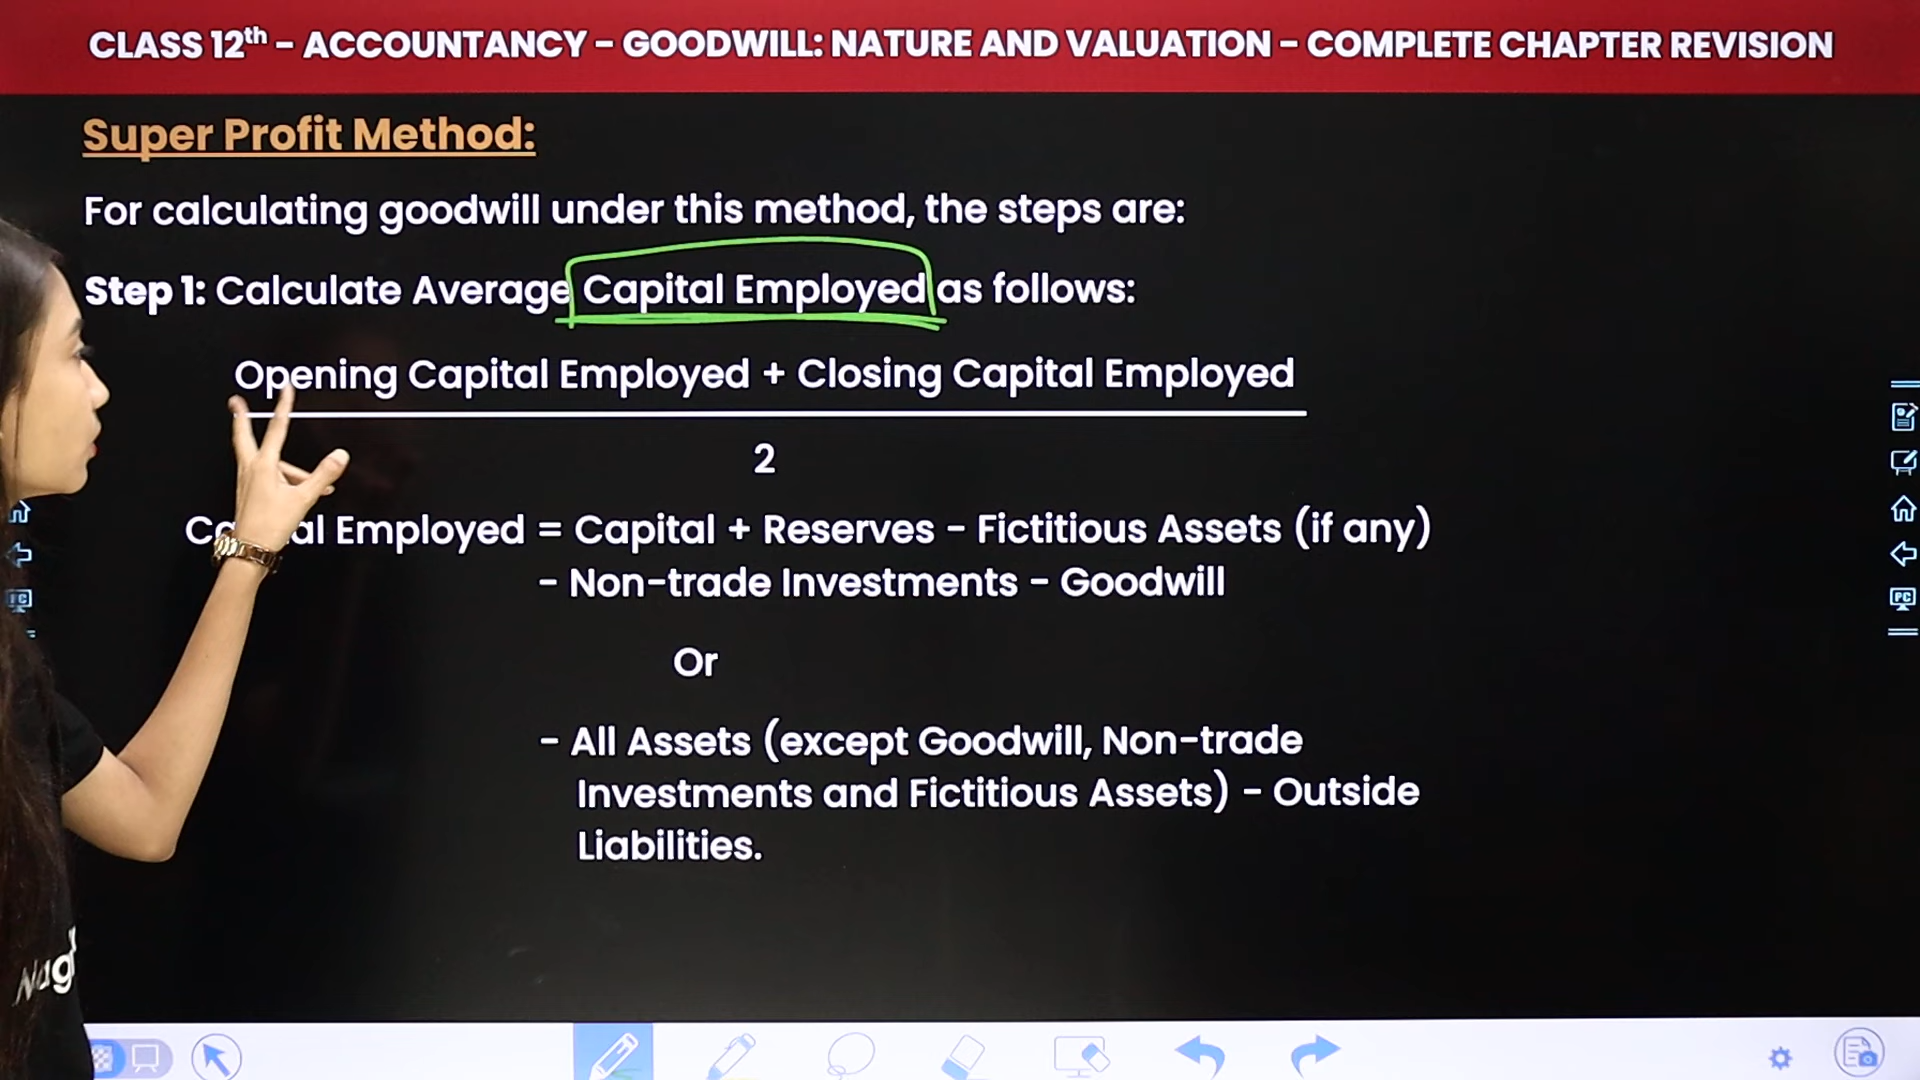 CLASS 12th - ACCOUNTANCY - GOODWILL: NATURE AND VALUATION - COMPLETE CHAPTER REVISION
Super Profit Method:
For calculating goodwill under this method, the steps are:
Step 1: Calculate Average Capital Employed as follows:
Opening Capital Employed + Closing Capital Employed
2
Employed = Capital + Reserves - Fictitious Assets (if any)
- Non-trade Investments - Goodwill
Or
- All Assets (except Goodwill, Non-trade
Investments and Fictitious Assets) - Outside
Liabilities.
PC